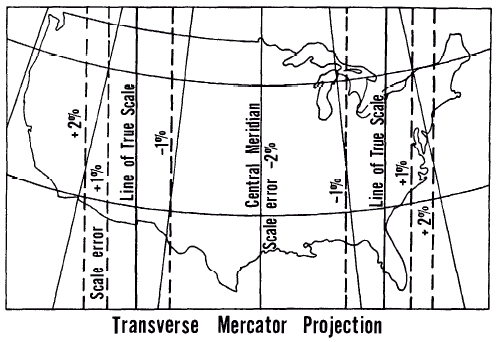 +2%
Scale error +1%
Line of True Scale
-1%
Central Meridian
Scale error -2%
-1%
Line of True Scale
+1%
+2%
Transverse Mercator Projection